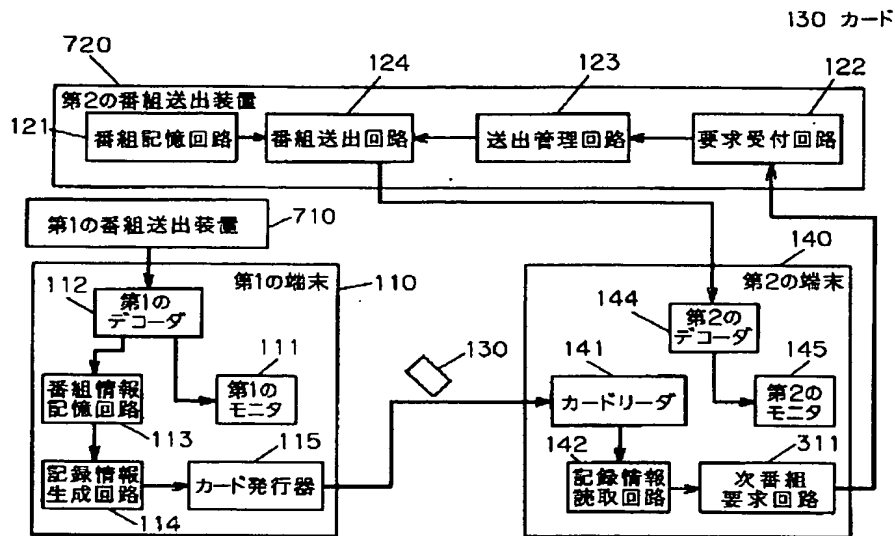 130 カード
720
124
123
122
第2の番組送出装置
121
番組記憶回路
番組送出回路
送出管理回路
要求受付回路
第1の番組送出装置
710
140
第1の端末
110
第2の端末
112
第1の
デコーダ
144
第2の
デコーダ
130
111
141
145
番組情報
記憶回路
第1の
モニタ
カードリーダ
第2の
モニタ
113
115
142
311
記録情報
生成回路
カード発行器
記録情報
読取回路
次番組
要求回路
114